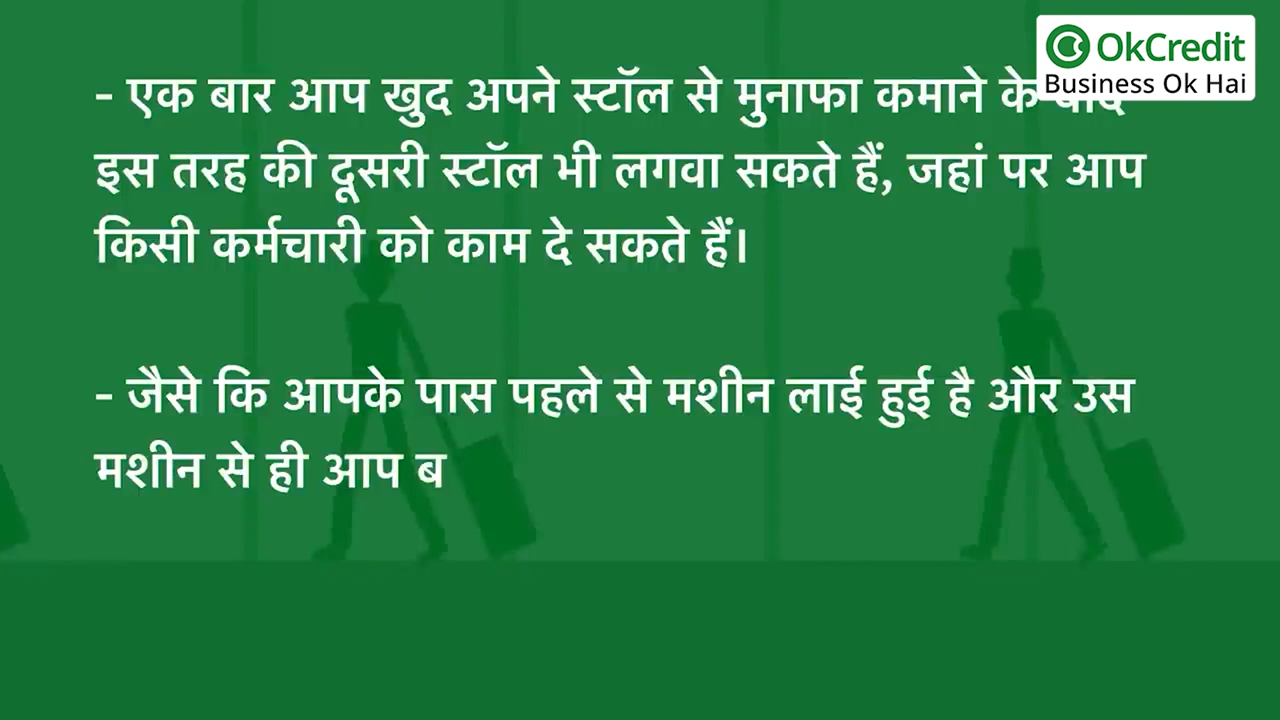 OkCredit
Business Ok Hai
- एक बार आप खुद अपने स्टॉल से मुनाफा कमाने के
इस तरह की दूसरी स्टॉल भी लगवा सकते हैं, जहां पर आप
किसी कर्मचारी को काम दे सकते हैं।
- जैसे कि आपके पास पहले से मशीन लाई हुई है और उस
मशीन से ही आप ब